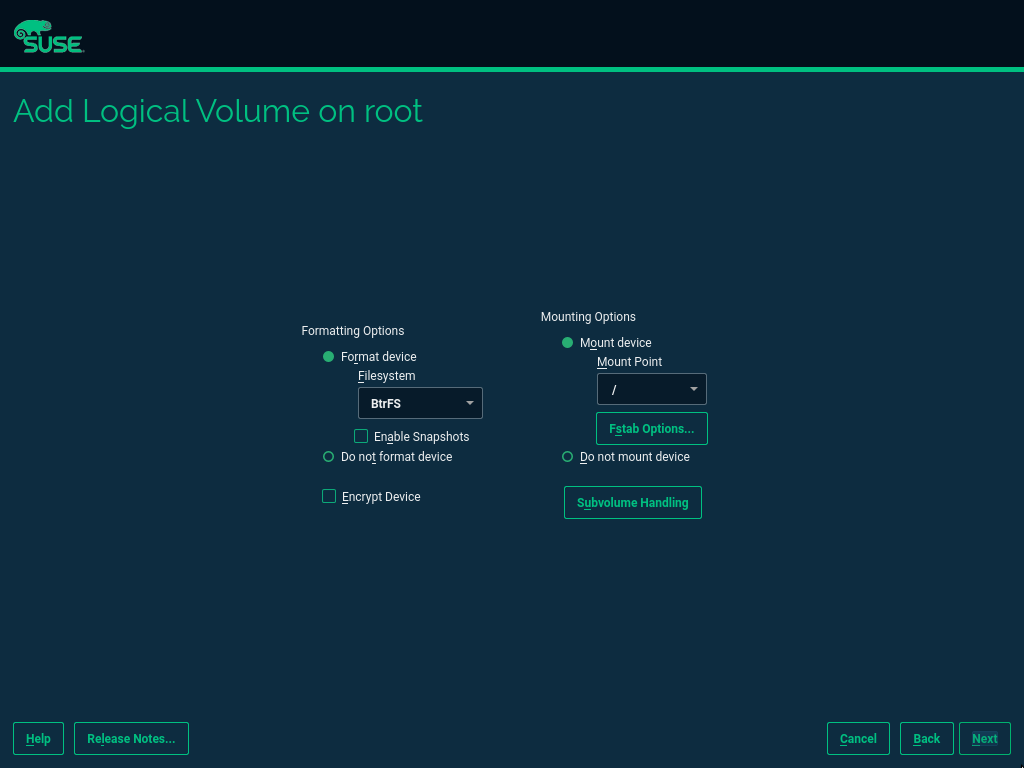 SUSE
Add Logical Volume on root
Formatting Options
Format device
Filesystem
BtrFS
Enable Snapshots
Do not format device
Encrypt Device
Mounting Options
Mount device
Mount Point
/
Fstab Options...
Do not mount device
Subvolume Handling
Help
Release Notes...
Cancel
Back
Next